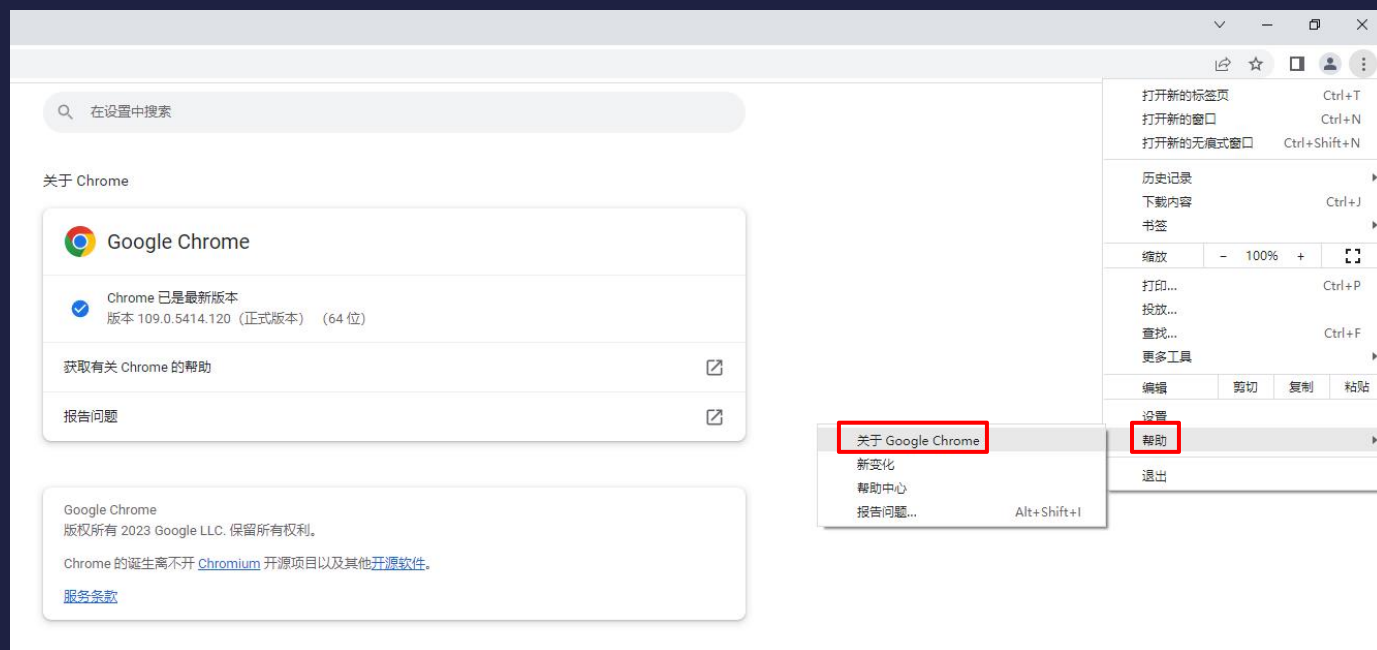 在设置中搜索
关于 Chrome
Google Chrome
Chrome 已是最新版本
版本 109.0.5414.120（正式版本） （64 位）
获取有关 Chrome 的帮助
报告问题
Google Chrome
版权所有 2023 Google LLC. 保留所有权利。
Chrome 的诞生离不开 Chromium 开源项目以及其他开源软件。
服务条款
打开新的标签页 Ctrl+T
打开新的窗口 Ctrl+N
打开新的无痕式窗口 Ctrl+Shift+N
历史记录
下载内容 Ctrl+J
书签
缩放 - 100% +
打印... Ctrl+P
投放...
查找... Ctrl+F
更多工具
编辑 剪切 复制 粘贴
设置
帮助
退出
关于 Google Chrome
新变化
帮助中心
报告问题... Alt+Shift+I